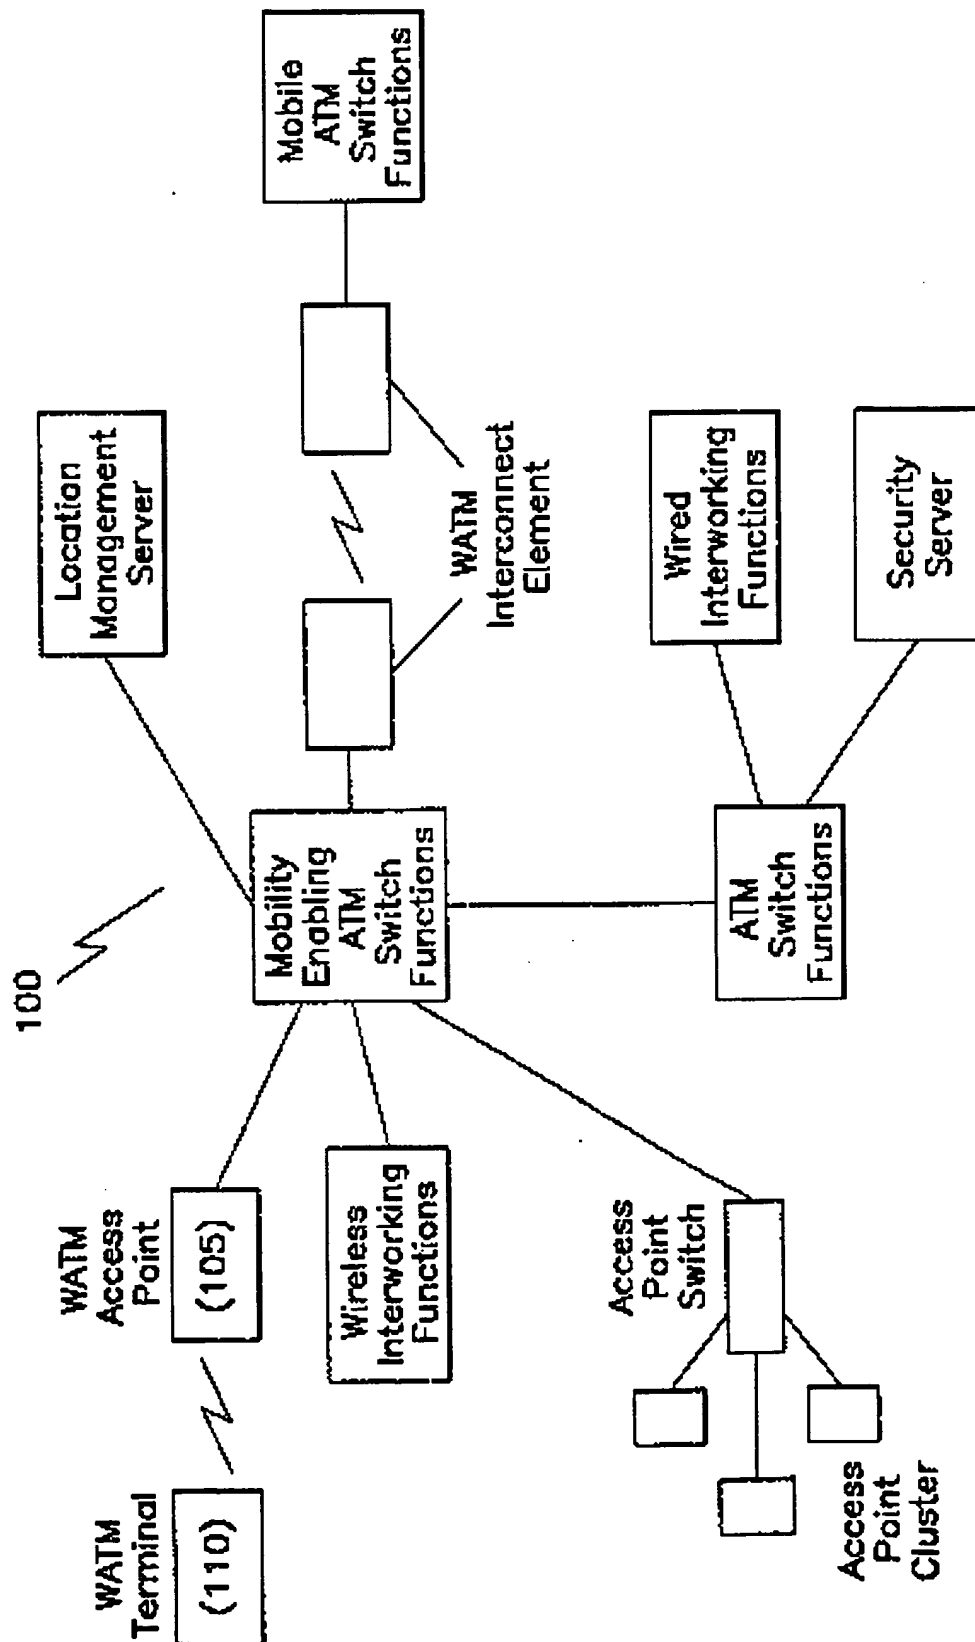 100
WATM
Terminal
(110)
WATM
Access
Point
(105)
Wireless
Interworking
Functions
Mobility
Enabling
ATM
Switch
Functions
Location
Management
Server
WATM
Interconnect
Element
Mobile
ATM
Switch
Functions
Access
Point
Switch
Access
Point
Cluster
ATM
Switch
Functions
Wired
Interworking
Functions
Security
Server